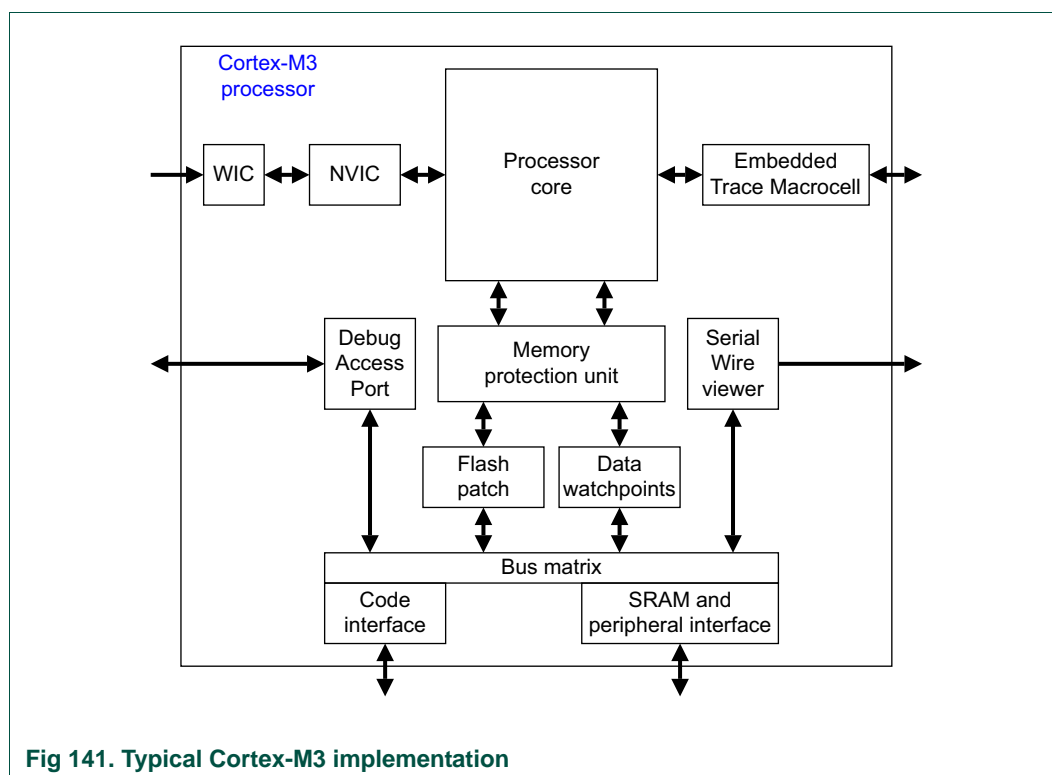 Cortex-M3
processor
WIC
NVIC
Processor
core
Embedded
Trace Macrocell
Debug
Access
Port
Memory
protection unit
Serial
Wire
viewer
Flash
patch
Data
watchpoints
Bus matrix
Code
interface
SRAM and
peripheral interface
Fig 141. Typical Cortex-M3 implementation